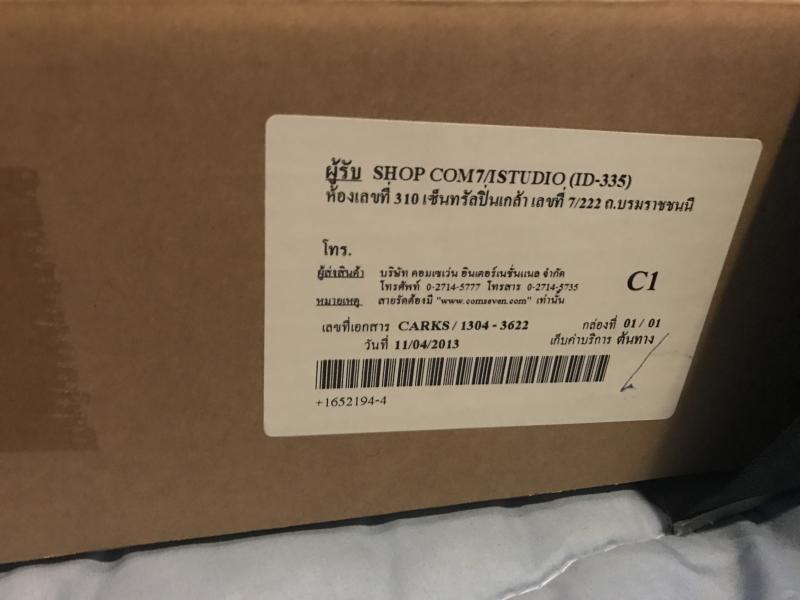 ผู้รับ SHOP COM7/ISTUDIO (ID-335)
ห้องเลขที่ 310 เซ็นทรัลปิ่นเกล้า เลขที่ 7/222 ถ.บรมราชชนนี
โทร.
ผู้ส่งสินค้า บริษัท คอมเซเว่น อินเตอร์เนชั่นแนล จำกัด
โทรศัพท์ 0-2714-5777 โทรสาร 0-2714-5735
C1
หมายเหตุ สายรัดต้องมี "www.comseven.com" เท่านั้น
เลขที่เอกสาร CARKS / 1304 - 3622 กล่องที่ 01 / 01
วันที่ 11/04/2013 เก็บค่าบริการ ต้นทาง
+1652194-4